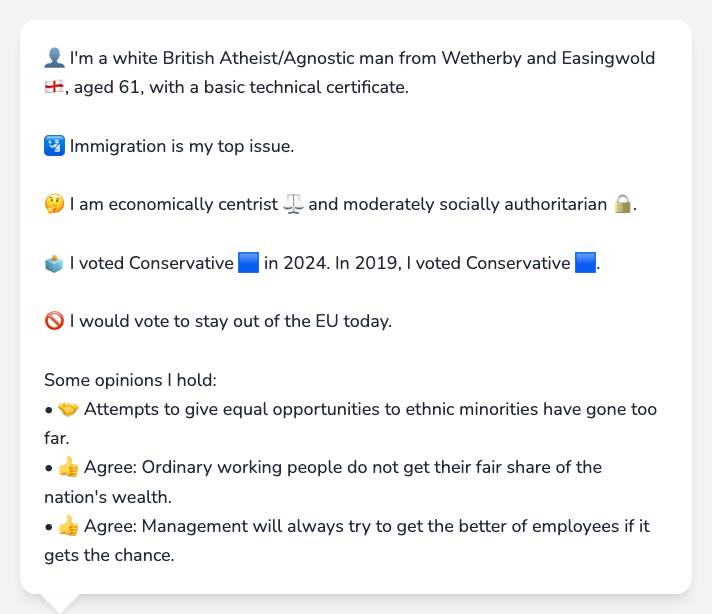 👤 I'm a white British Atheist/Agnostic man from Wetherby and Easingwold
🏴󠁧󠁢󠁥󠁮󠁧󠁿, aged 61, with a basic technical certificate.
🛂 Immigration is my top issue.
🤔 I am economically centrist ⚖️ and moderately socially authoritarian 🔒.
🗳️ I voted Conservative 🟦 in 2024. In 2019, I voted Conservative 🟦.
🚫 I would vote to stay out of the EU today.
Some opinions I hold:
• 🤝 Attempts to give equal opportunities to ethnic minorities have gone too
far.
• 👍 Agree: Ordinary working people do not get their fair share of the
nation's wealth.
• 👍 Agree: Management will always try to get the better of employees if it
gets the chance.